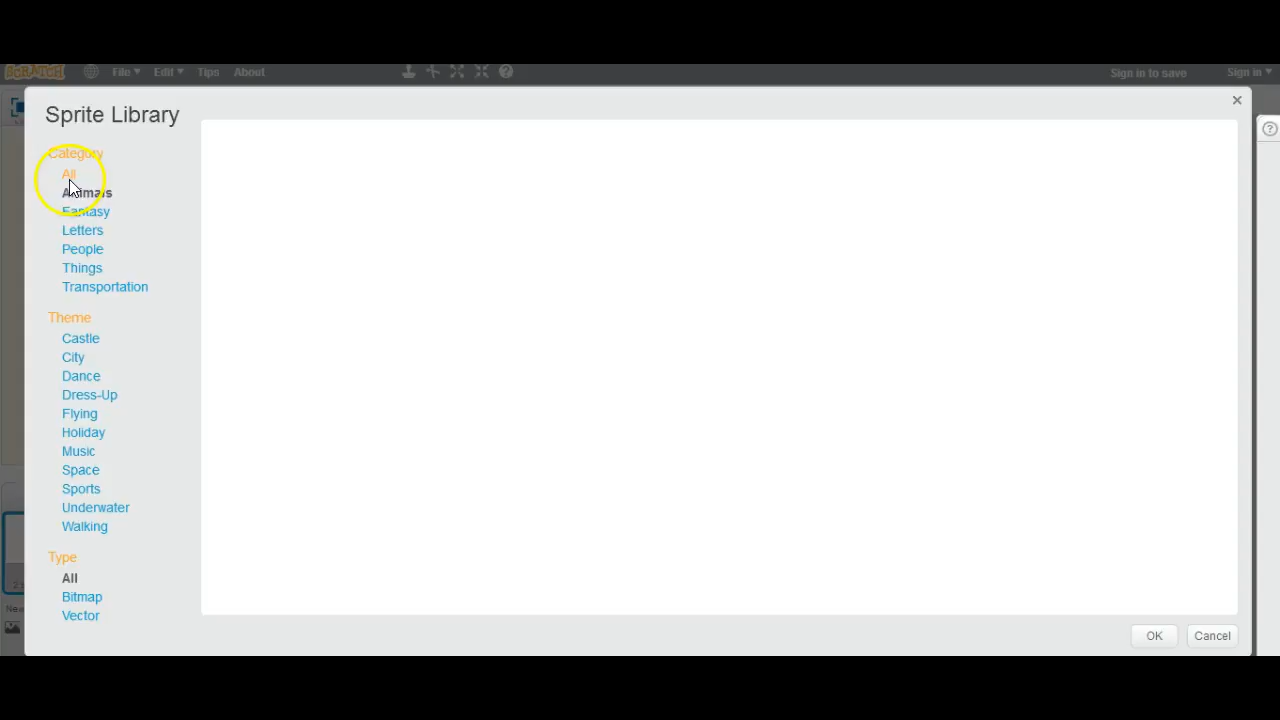 SCRATCH File Edit Tips About Sign in to save Sign in
Sprite Library
Category
All
Animals
Fantasy
Letters
People
Things
Transportation
Theme
Castle
City
Dance
Dress-Up
Flying
Holiday
Music
Space
Sports
Underwater
Walking
Type
All
Bitmap
Vector
New
OK Cancel